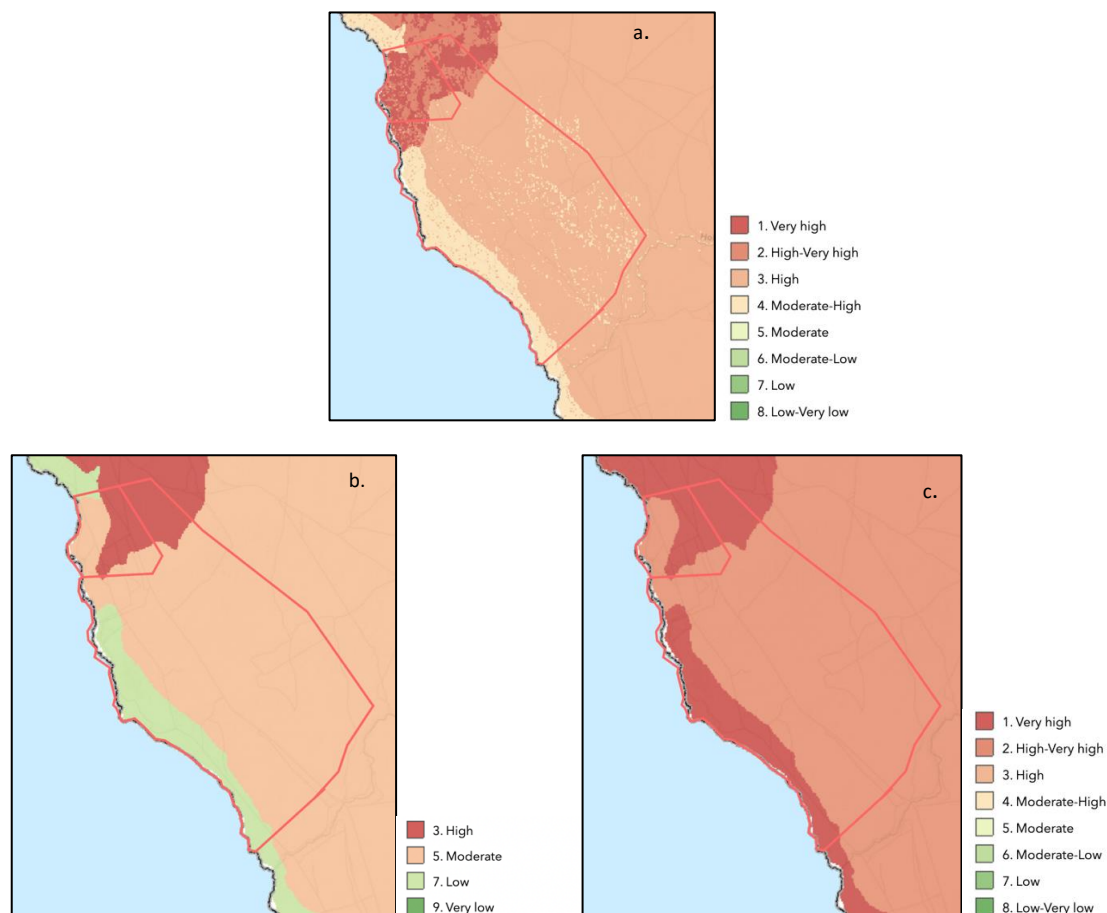 a.
1. Very high
2. High-Very high
3. High
4. Moderate-High
5. Moderate
6. Moderate-Low
7. Low
8. Low-Very low
b.
3. High
5. Moderate
7. Low
9. Very low
c.
1. Very high
2. High-Very high
3. High
4. Moderate-High
5. Moderate
6. Moderate-Low
7. Low
8. Low-Very low